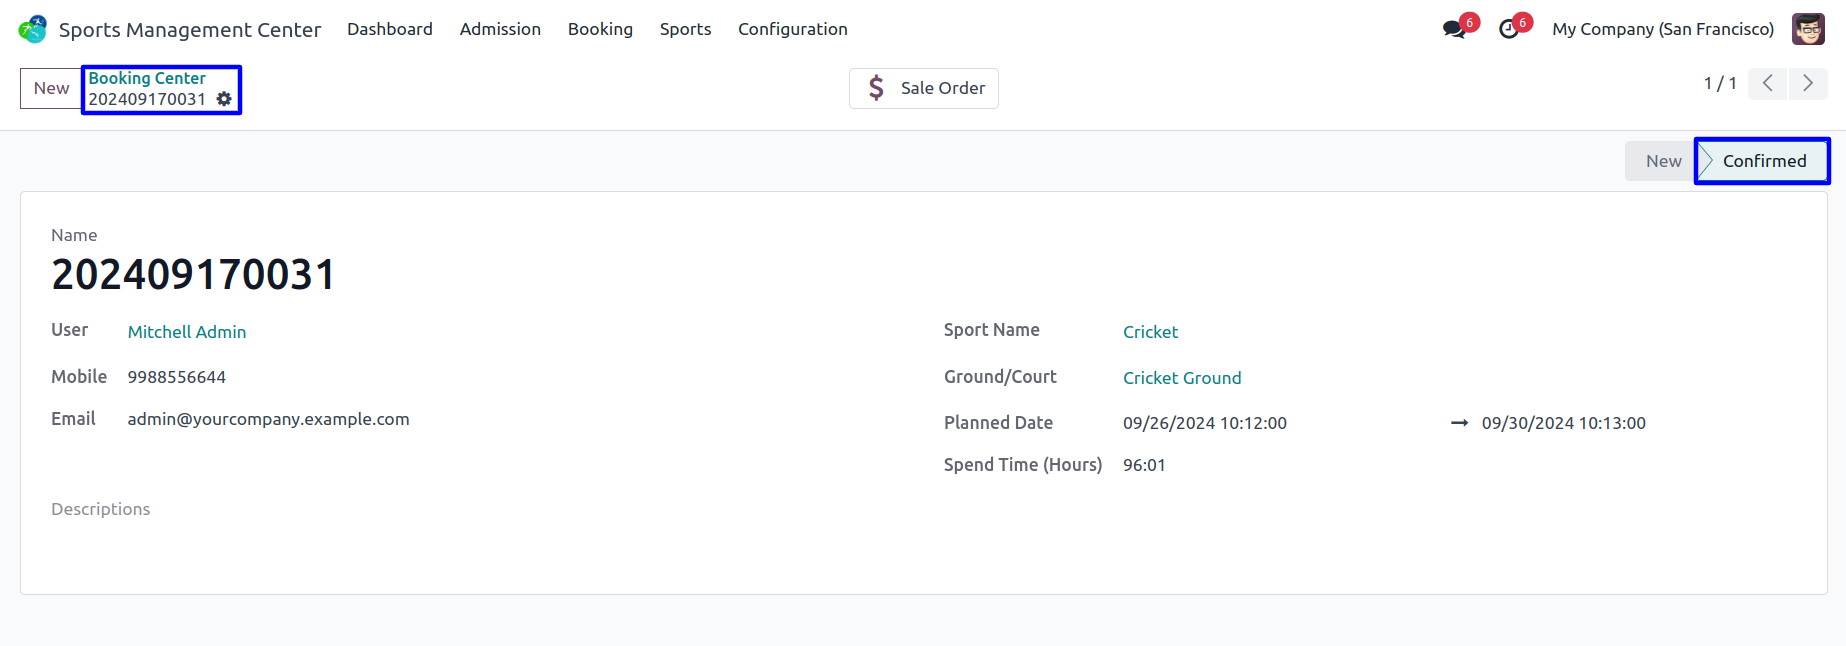 Sports Management Center Dashboard Admission Booking Sports Configuration 6 6 My Company (San Francisco)
New Booking Center
202409170031
$ Sale Order
1 / 1
New Confirmed
Name
202409170031
User Mitchell Admin
Mobile 9988556644
Email admin@yourcompany.example.com
Sport Name Cricket
Ground/Court Cricket Ground
Planned Date 09/26/2024 10:12:00 → 09/30/2024 10:13:00
Spend Time (Hours) 96:01
Descriptions